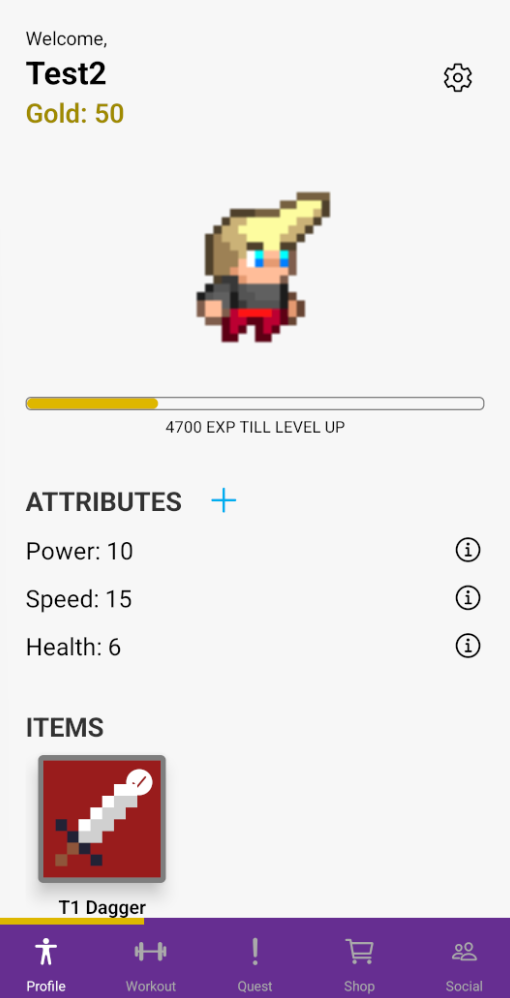 Welcome,
Test2
Gold: 50
4700 EXP TILL LEVEL UP
ATTRIBUTES
Power: 10
Speed: 15
Health: 6
ITEMS
T1 Dagger
Profile Workout Quest Shop Social